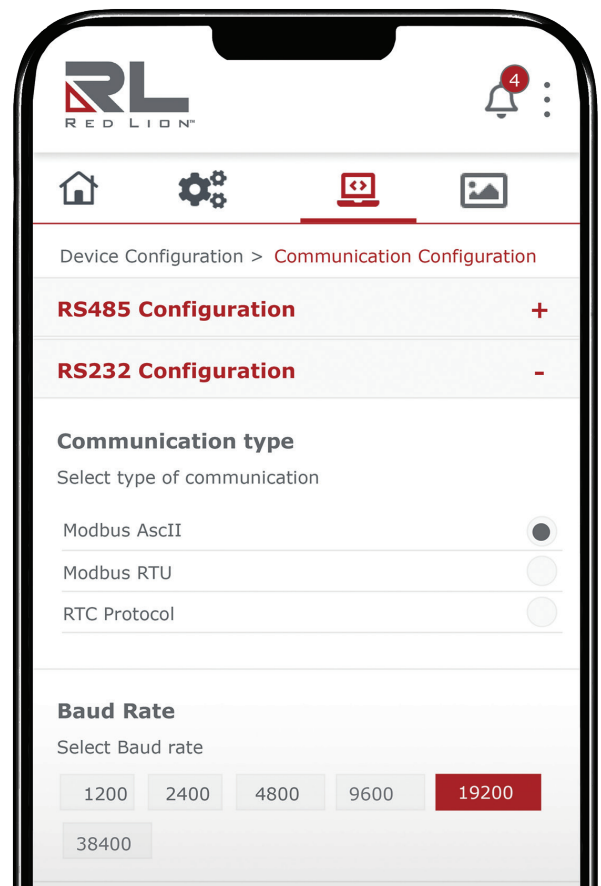 4
RL
RED LION™
Device Configuration > Communication Configuration
RS485 Configuration +
RS232 Configuration -
Communication type
Select type of communication
Modbus AscII
Modbus RTU
RTC Protocol
Baud Rate
Select Baud rate
1200 2400 4800 9600 19200
38400